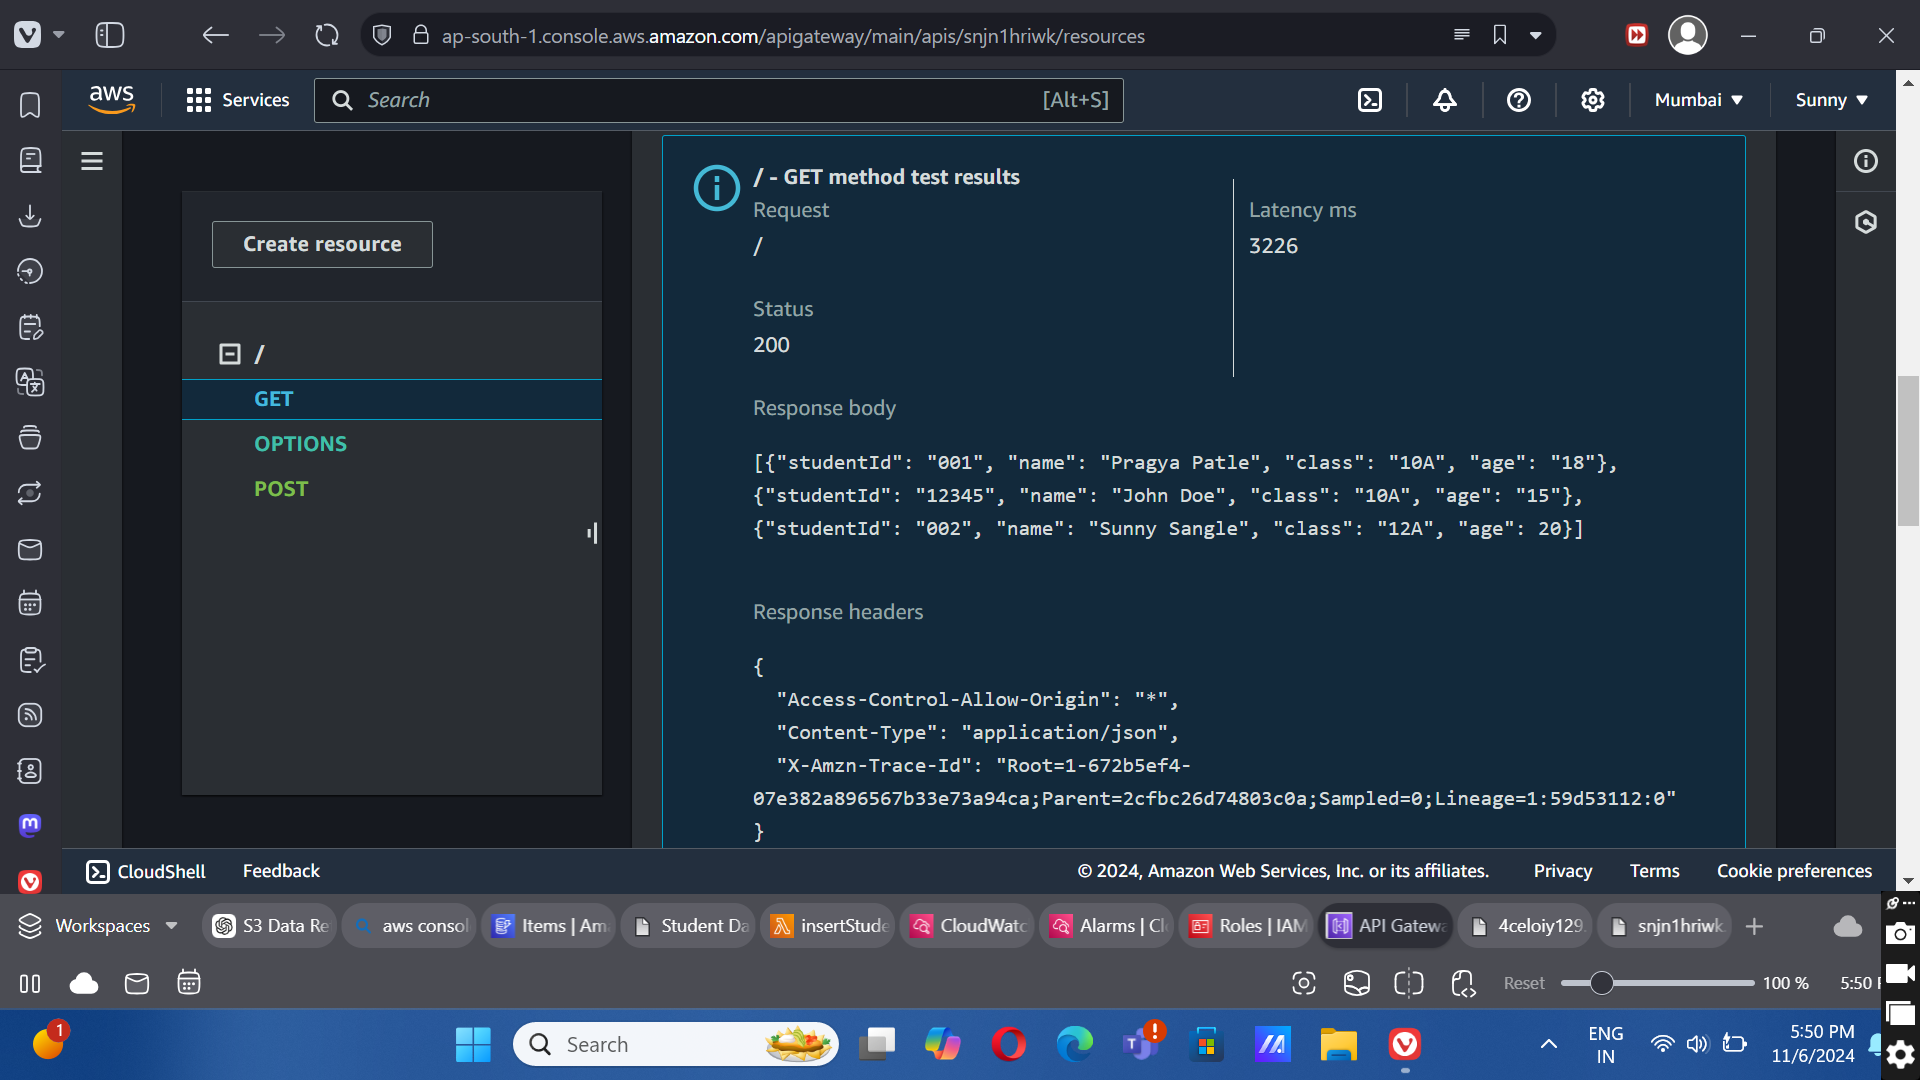 ap-south-1.console.aws.amazon.com/apigateway/main/apis/snjn1hriwk/resources
aws
Services
Search
[Alt+S]
Mumbai
Sunny
Create resource
/
GET
OPTIONS
POST
/ - GET method test results
Request
/
Latency ms
3226
Status
200
Response body
[{"studentId": "001", "name": "Pragya Patle", "class": "10A", "age": "18"},
{"studentId": "12345", "name": "John Doe", "class": "10A", "age": "15"},
{"studentId": "002", "name": "Sunny Sangle", "class": "12A", "age": 20}]
Response headers
{
"Access-Control-Allow-Origin": "*",
"Content-Type": "application/json",
"X-Amzn-Trace-Id": "Root=1-672b5ef4-
07e382a896567b33e73a94ca;Parent=2cfbc26d74803c0a;Sampled=0;Lineage=1:59d53112:0"
}
CloudShell
Feedback
© 2024, Amazon Web Services, Inc. or its affiliates.
Privacy
Terms
Cookie preferences
Workspaces
S3 Data Re
aws consol
Items | Am
Student Da
insertStude
CloudWatc
Alarms | Cl
Roles | IAM
API Gatewa
4celoiy129
snjn1hriwk
Reset
100 %
5:50
1
Search
ENG
IN
5:50 PM
11/6/2024